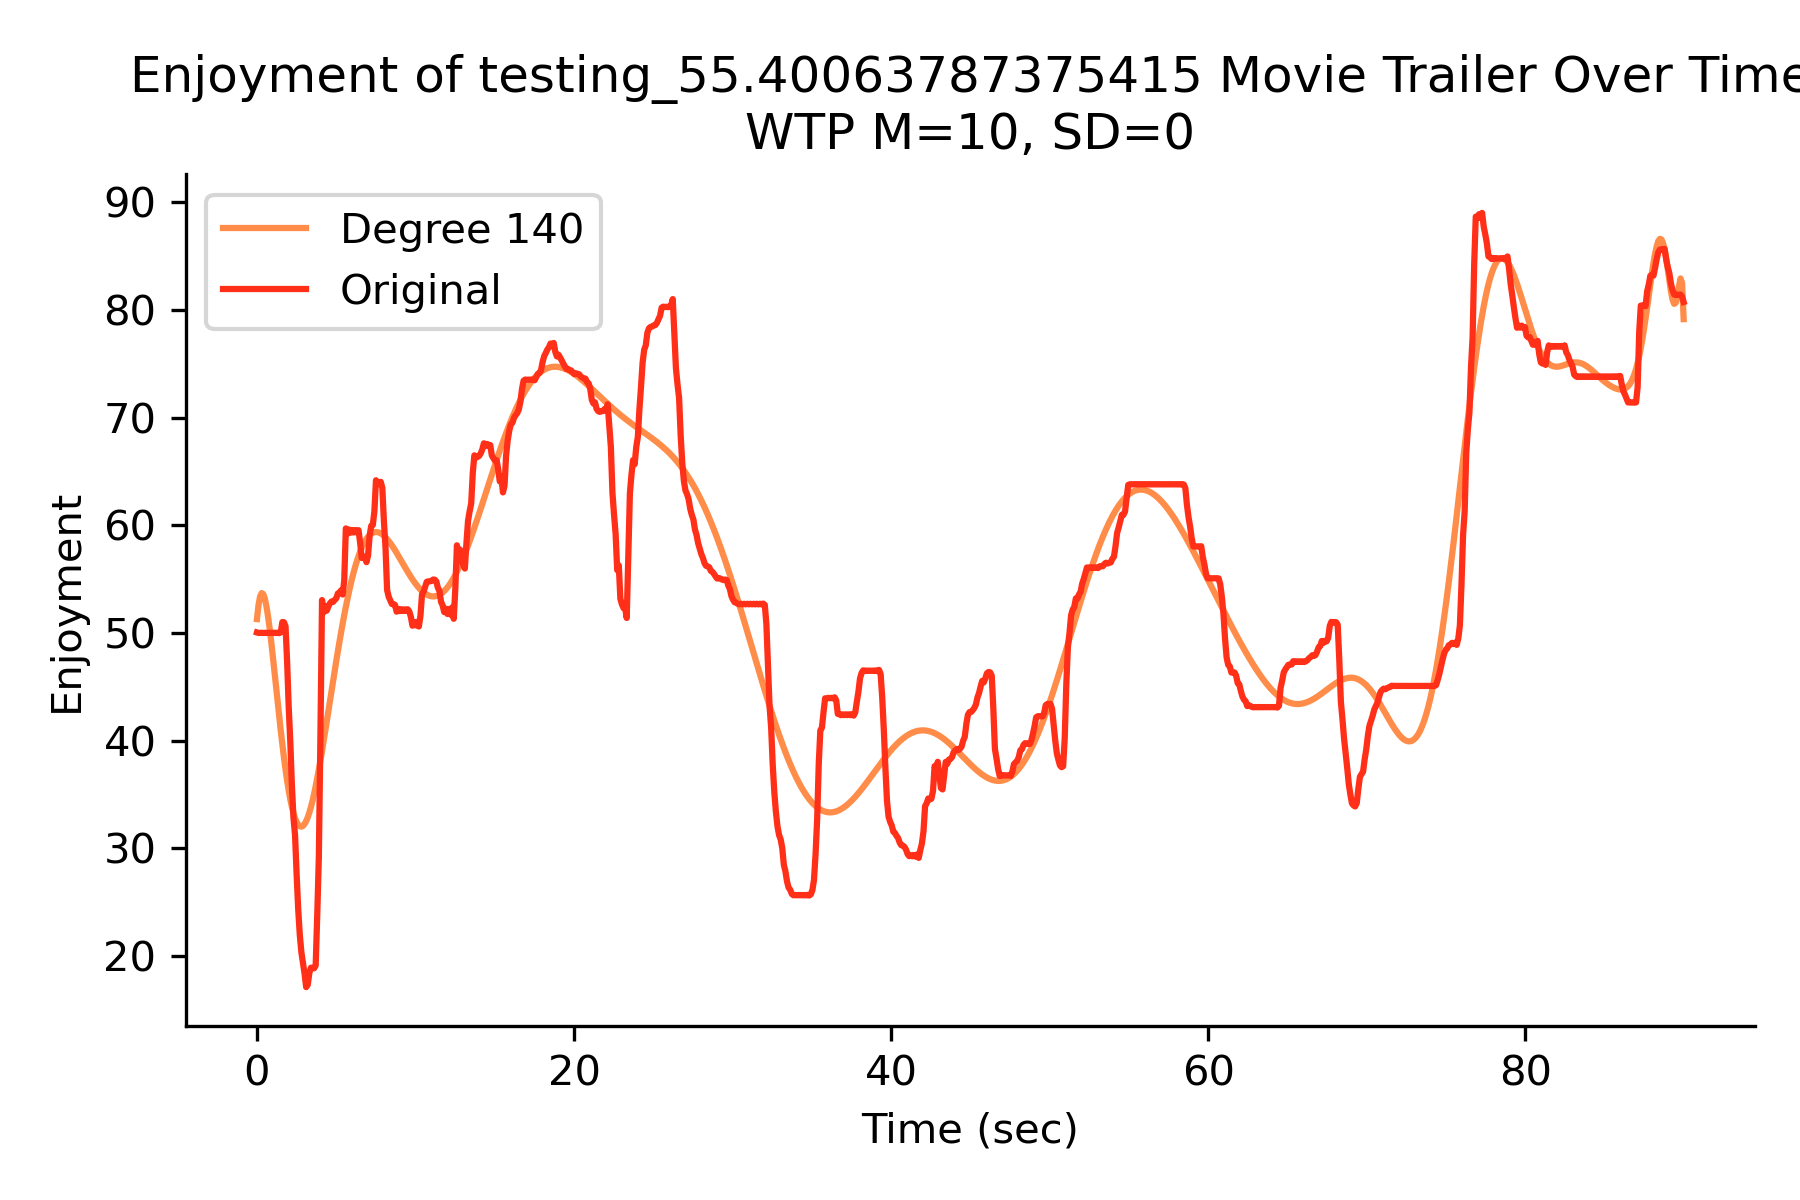 Enjoyment of testing_55.40063787375415 Movie Trailer Over Time
WTP M=10, SD=0
90
80
70
60
50
40
30
20
Enjoyment
Degree 140
Original
0 20 40 60 80
Time (sec)